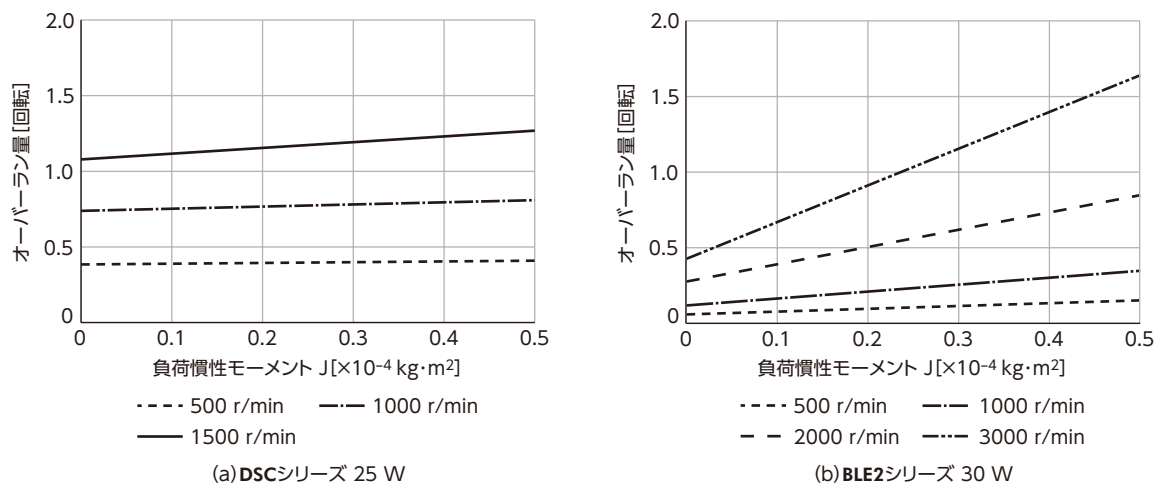 2.0
1.5
1.0
0.5
0
0 0.1 0.2 0.3 0.4 0.5
オーバーラン量[回転]
負荷慣性モーメント J[×10⁻⁴ kg·m²]
500 r/min 1000 r/min
1500 r/min
(a)DSCシリーズ 25 W
2.0
1.5
1.0
0.5
0
0 0.1 0.2 0.3 0.4 0.5
オーバーラン量[回転]
負荷慣性モーメント J[×10⁻⁴ kg·m²]
500 r/min 1000 r/min
2000 r/min 3000 r/min
(b)BLE2シリーズ 30 W